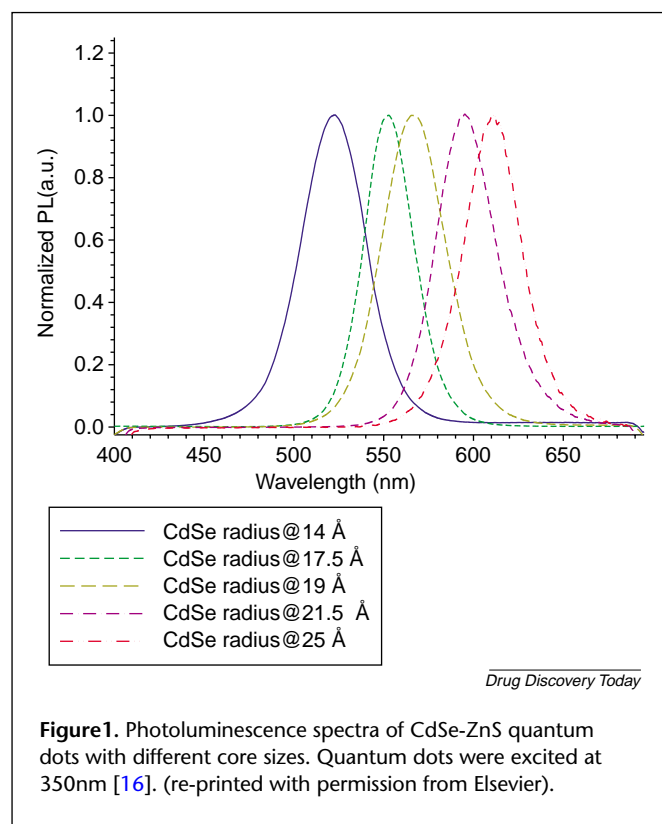 1.2
1.0
0.8
0.6
0.4
0.2
0.0
Normalized PL(a.u.)
400 450 500 550 600 650
Wavelength (nm)
CdSe radius@14 Å
CdSe radius@17.5 Å
CdSe radius@19 Å
CdSe radius@21.5 Å
CdSe radius@25 Å
Drug Discovery Today
Figure1. Photoluminescence spectra of CdSe-ZnS quantum
dots with different core sizes. Quantum dots were excited at
350nm [16]. (re-printed with permission from Elsevier).